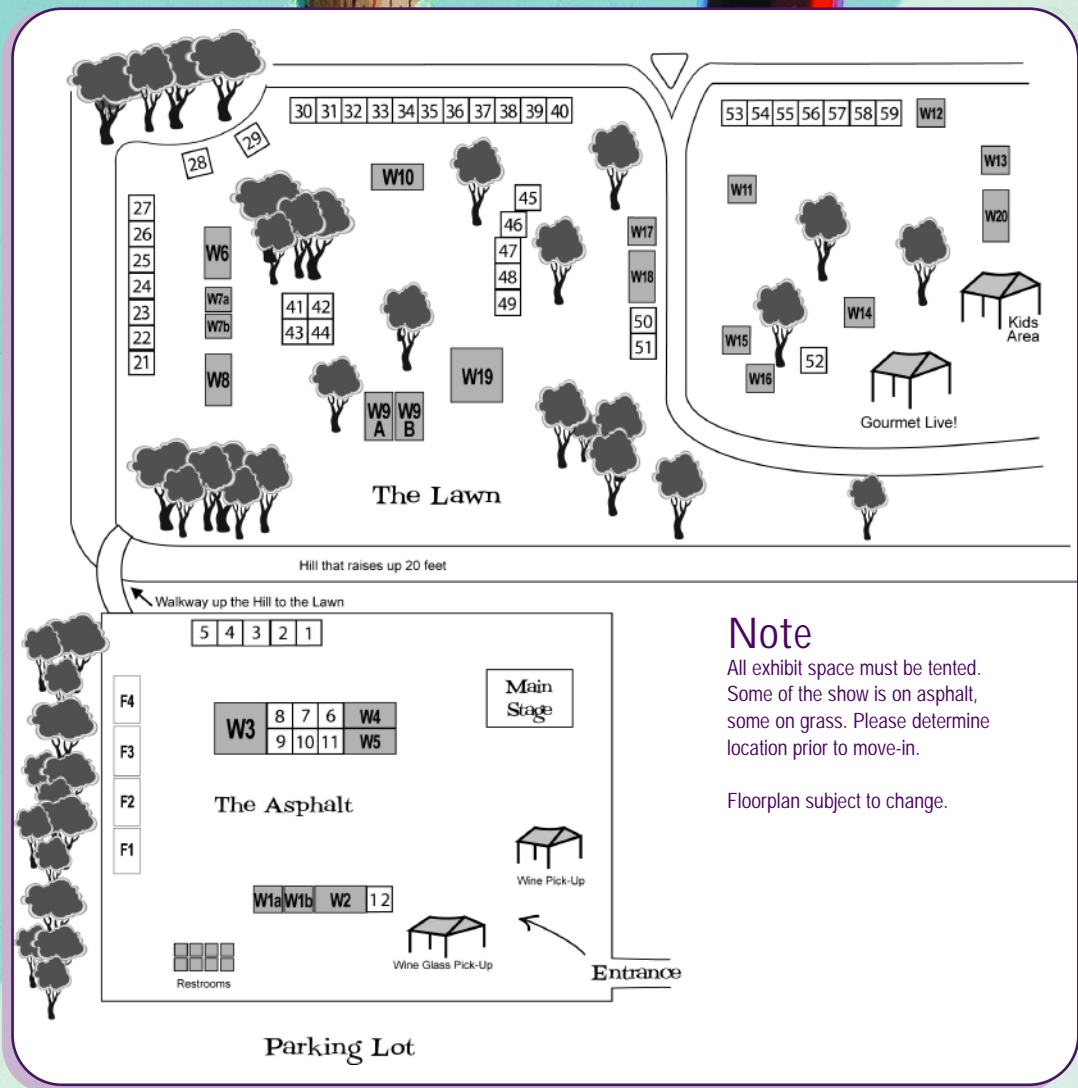 30 31 32 33 34 35 36 37 38 39 40
53 54 55 56 57 58 59 W12
29
28
W10
W13
W11
27
26
25
24
23
22
21
W6
W7a
W7b
W8
45
46
47
48
49
W17
W18
50
51
W20
41 42
43 44
W14
Kids
Area
W15
W16
52
W19
W9
A
W9
B
Gourmet Live!
The Lawn
Hill that raises up 20 feet
Walkway up the Hill to the Lawn
5 4 3 2 1
F4
F3
F2
F1
Main
Stage
W3
8 7 6 W4
9 10 11 W5
The Asphalt
Wine Pick-Up
W1a W1b W2 12
Wine Glass Pick-Up
Restrooms
Entrance
Parking Lot
Note
All exhibit space must be tented.
Some of the show is on asphalt,
some on grass. Please determine
location prior to move-in.
Floorplan subject to change.